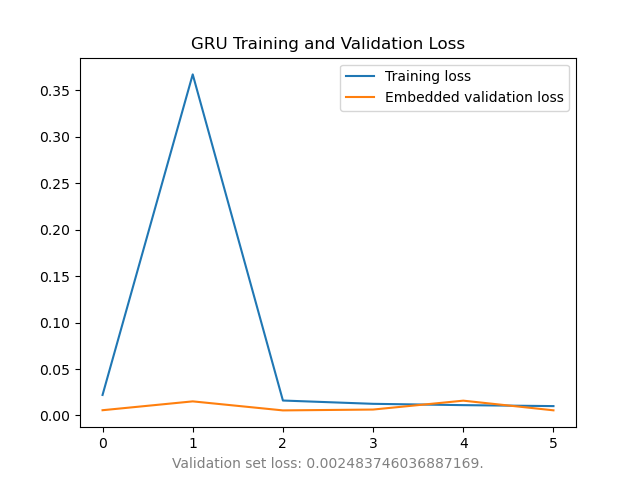 GRU Training and Validation Loss
Training loss
Embedded validation loss
0.35
0.30
0.25
0.20
0.15
0.10
0.05
0.00
0 1 2 3 4 5
Validation set loss: 0.002483746036887169.